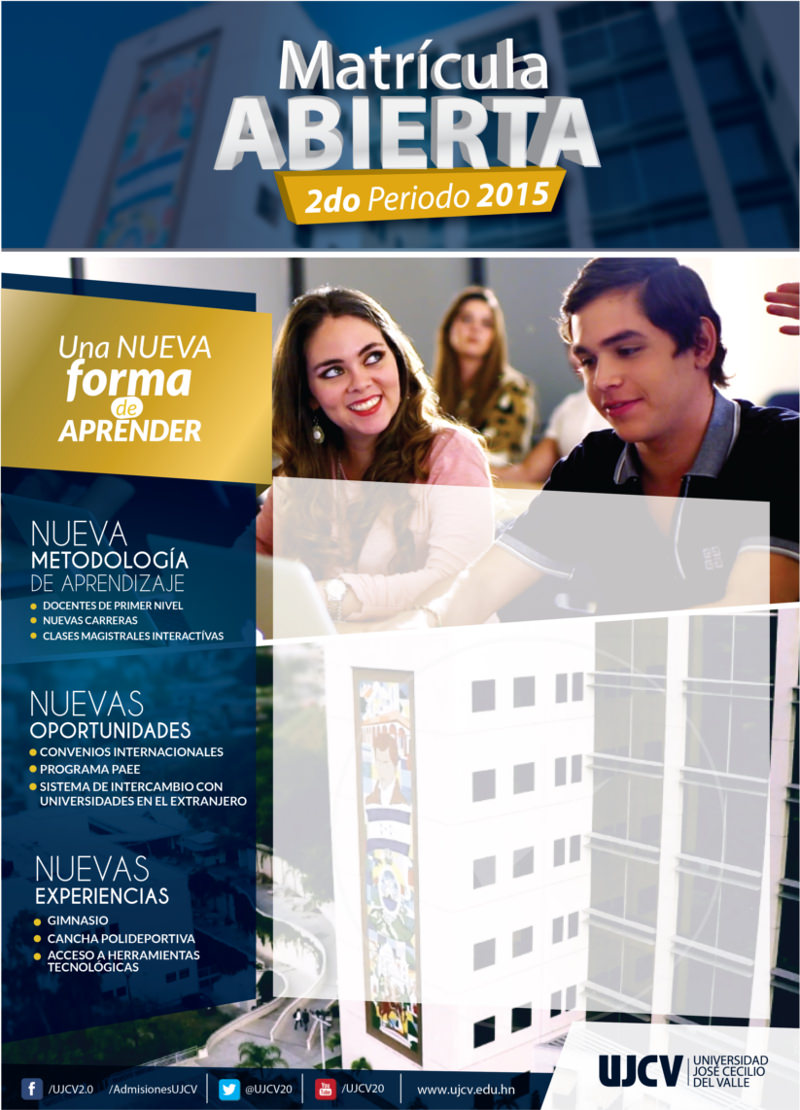 Matrícula
ABIERTA
2do Periodo 2015
Una NUEVA
forma
de
APRENDER
NUEVA
METODOLOGÍA
DE APRENDIZAJE
DOCENTES DE PRIMER NIVEL
NUEVAS CARRERAS
CLASES MAGISTRALES INTERACTÍVAS
NUEVAS
OPORTUNIDADES
CONVENIOS INTERNACIONALES
PROGRAMA PAEE
SISTEMA DE INTERCAMBIO CON
UNIVERSIDADES EN EL EXTRANJERO
NUEVAS
EXPERIENCIAS
GIMNASIO
CANCHA POLIDEPORTIVA
ACCESO A HERRAMIENTAS
TECNOLÓGICAS
/UJCV2.0 /AdmisionesUJCV @UJCV20 /UJCV20 www.ujcv.edu.hn
UJCV
UNIVERSIDAD
JOSÉ CECILIO
DEL VALLE